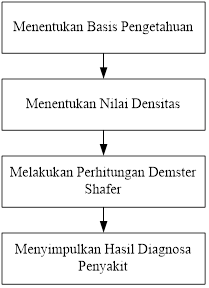 Menentukan Basis Pengetahuan
Menentukan Nilai Densitas
Melakukan Perhitungan Demster
Shafer
Menyimpulkan Hasil Diagnosa
Penyakit